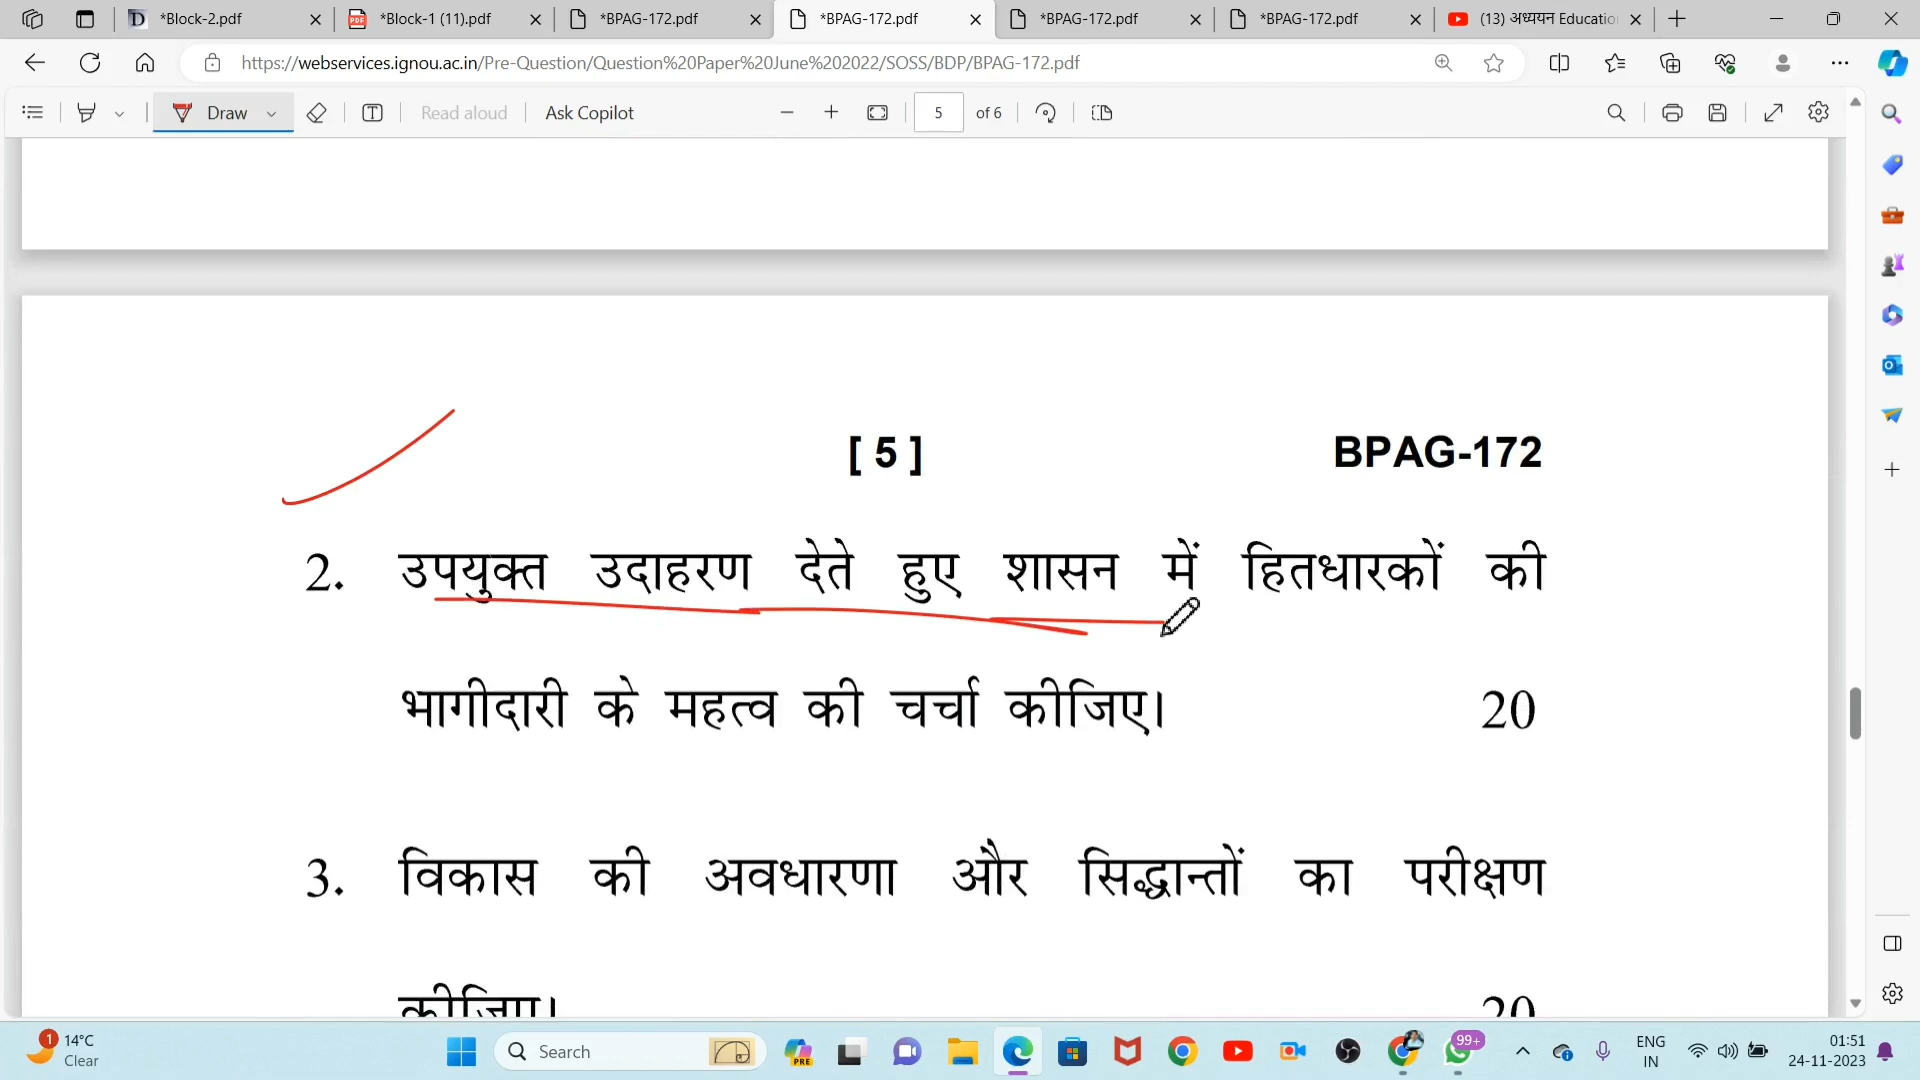 *Block-2.pdf
*Block-1 (11).pdf
*BPAG-172.pdf
*BPAG-172.pdf
*BPAG-172.pdf
*BPAG-172.pdf
(13) अध्ययन Educatio
https://webservices.ignou.ac.in/Pre-Question/Question%20Paper%20June%202022/SOSS/BDP/BPAG-172.pdf
Draw
Read aloud
Ask Copilot
5 of 6
[ 5 ] BPAG-172
2. उपयुक्त उदाहरण देते हुए शासन में हितधारकों की
भागीदारी के महत्व की चर्चा कीजिए। 20
3. विकास की अवधारणा और सिद्धान्तों का परीक्षण
कीजिए। 20
1
14°C
Clear
Search
PRE
99+
ENG
IN
01:51
24-11-2023